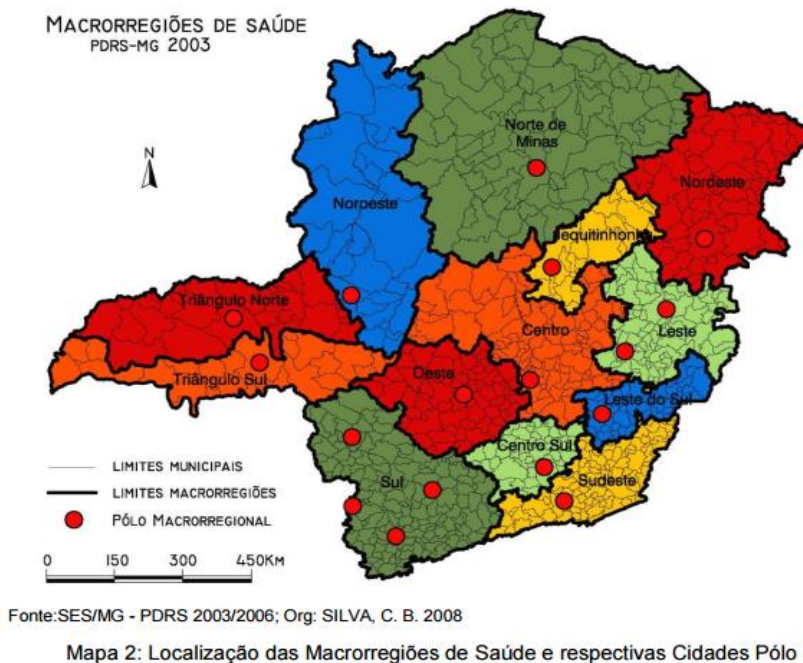 MACRORREGIÕES DE SAÚDE
PDRS-MG 2003
N
Norte de
Minas
Nordeste
Noroeste
Jequitinhonha
Triângulo Norte
Centro
Leste
Triângulo Sul
Oeste
Leste do Sul
Centro Sul
Sul
Sudeste
LIMITES MUNICIPAIS
LIMITES MACRORREGIÕES
PÓLO MACRORREGIONAL
0 150 300 450KM
Fonte:SES/MG - PDRS 2003/2006; Org: SILVA, C. B. 2008
Mapa 2: Localização das Macrorregiões de Saúde e respectivas Cidades Pólo